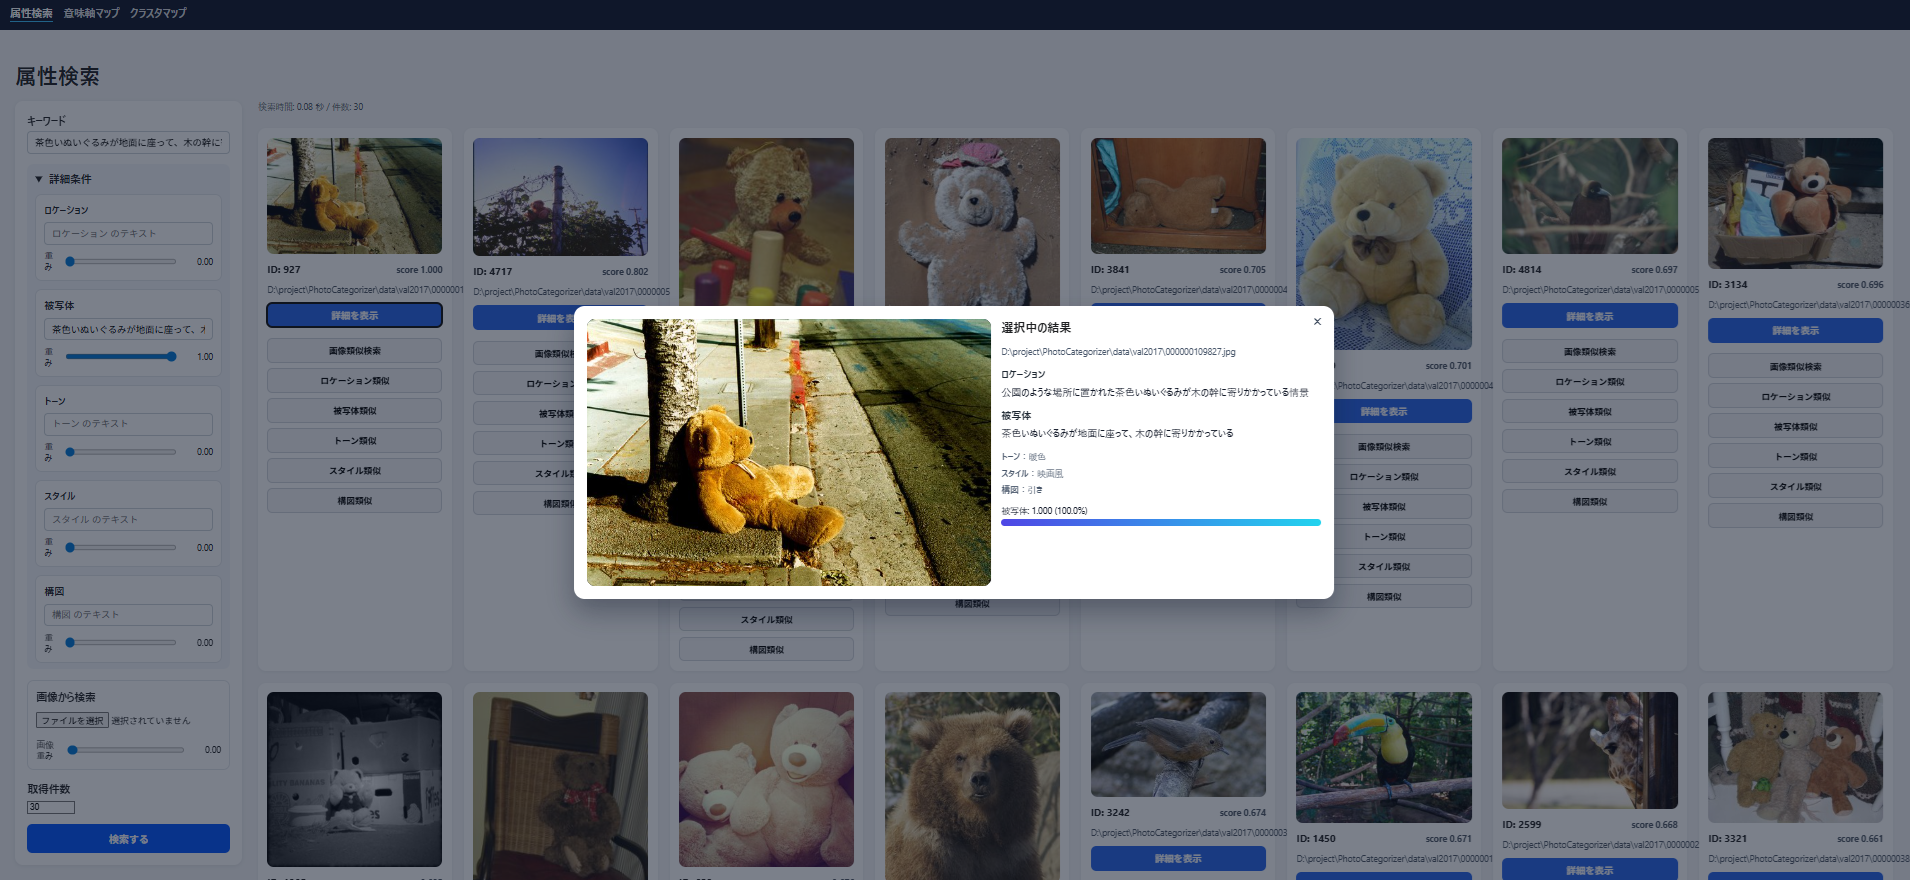 属性検索 意味軸マップ クラスタマップ
属性検索
キーワード
茶色いぬいぐるみが地面に座って、木の幹に
詳細条件
ロケーション
ロケーション のテキスト
重み 0.00
被写体
茶色いぬいぐるみが地面に座って、
重み 1.00
トーン
トーン のテキスト
重み 0.00
スタイル
スタイル のテキスト
重み 0.00
構図
構図 のテキスト
重み 0.00
画像から検索
ファイルを選択 選択されていません
画像重み 0.00
取得件数
30
検索する
検索時間: 0.08 秒 / 件数: 30
ID: 927 score 1.000
D:\project\PhotoCategorizer\data\val2017\0000001
詳細を表示
画像類似検索
ロケーション類似
被写体類似
トーン類似
スタイル類似
構図類似
ID: 4717 score 0.802
D:\project\PhotoCategorizer\data\val2017\0000005
詳細を
画像類似
ロケーション
被写体類
トーン類
スタイル
構図類
スタイル類似
構図類似
構図類似
ID: 3841 score 0.705
D:\project\PhotoCategorizer\data\val2017\0000004
score 0.701
\PhotoCategorizer\data\val2017\0000004
詳細を表示
画像類似検索
ロケーション類似
被写体類似
トーン類似
スタイル類似
構図類似
ID: 4814 score 0.697
D:\project\PhotoCategorizer\data\val2017\0000005
詳細を表示
画像類似検索
ロケーション類似
被写体類似
トーン類似
スタイル類似
構図類似
ID: 3134 score 0.696
D:\project\PhotoCategorizer\data\val2017\00000036
詳細を表示
画像類似検索
ロケーション類似
被写体類似
トーン類似
スタイル類似
構図類似
選択中の結果 ×
D:\project\PhotoCategorizer\data\val2017\000000109827.jpg
ロケーション
公園のような場所に置かれた茶色いぬいぐるみが木の幹に寄りかかっている情景
被写体
茶色いぬいぐるみが地面に座って、木の幹に寄りかかっている
トーン：暖色
スタイル：映画風
構図：引き
被写体: 1.000 (100.0%)
ID: 3242 score 0.674
D:\project\PhotoCategorizer\data\val2017\0000003
詳細を表示
ID: 1450 score 0.671
D:\project\PhotoCategorizer\data\val2017\0000001
ID: 2599 score 0.668
D:\project\PhotoCategorizer\data\val2017\0000002
詳細を表示
ID: 3321 score 0.661
D:\project\PhotoCategorizer\data\val2017\00000038